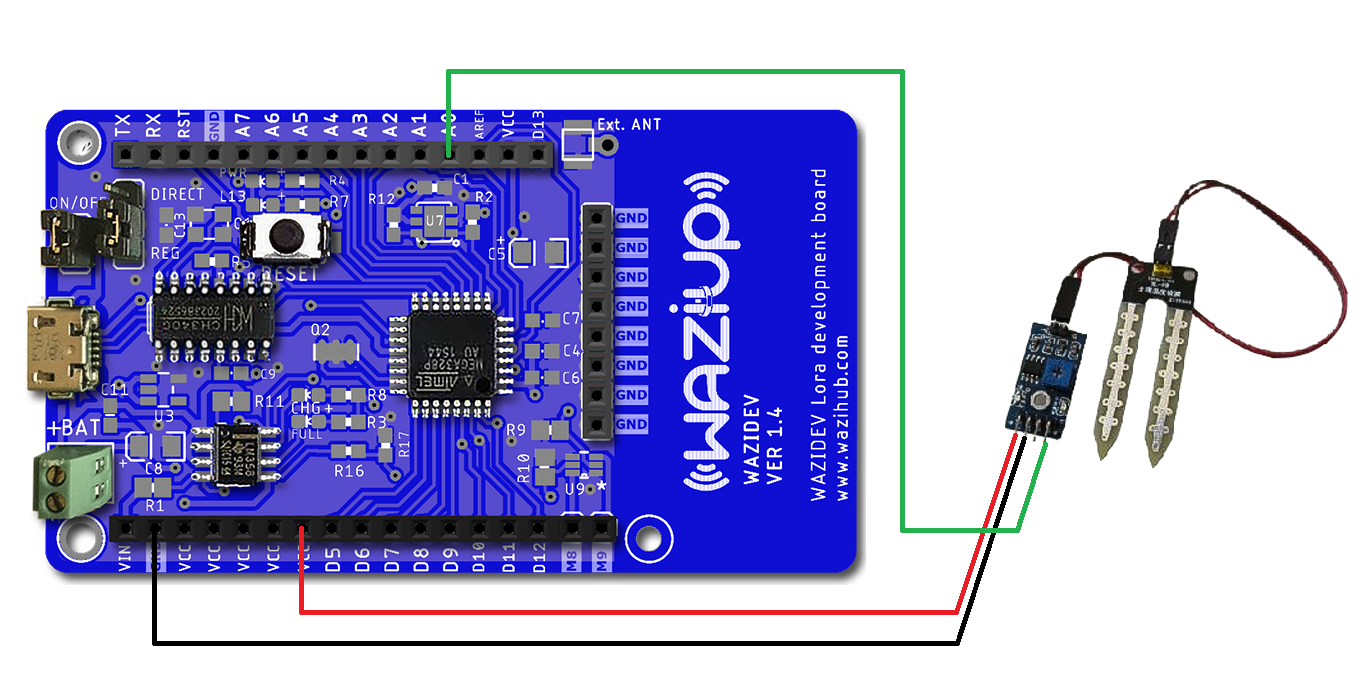 TX RX RST GND A7 A6 A5 A4 A3 A2 A1 A0 AREF VCC D13
Ext. ANT
PWR R4
DIRECT
L13 R7 R12 C1 R2
ON/OFF
C13
U7
GND
REG
C5
GND
RESET
GND
CH340C
GND
Q2
C7
GND
ATMEL
MEGA328P
AU 1544
C4
GND
C9
C6
C11 U3 R11 R8
GND
CHG
+BAT
FULL R3 R17 R9
GND
C8 R16 R10
U9 *
R1
VIN VCC VCC VCC VCC VCC D5 D6 D7 D8 D9 D10 D11 D12 M8 M9
waziup
WAZIDEV
VER 1.4
WAZIDEV Lora development board
www.wazihub.com